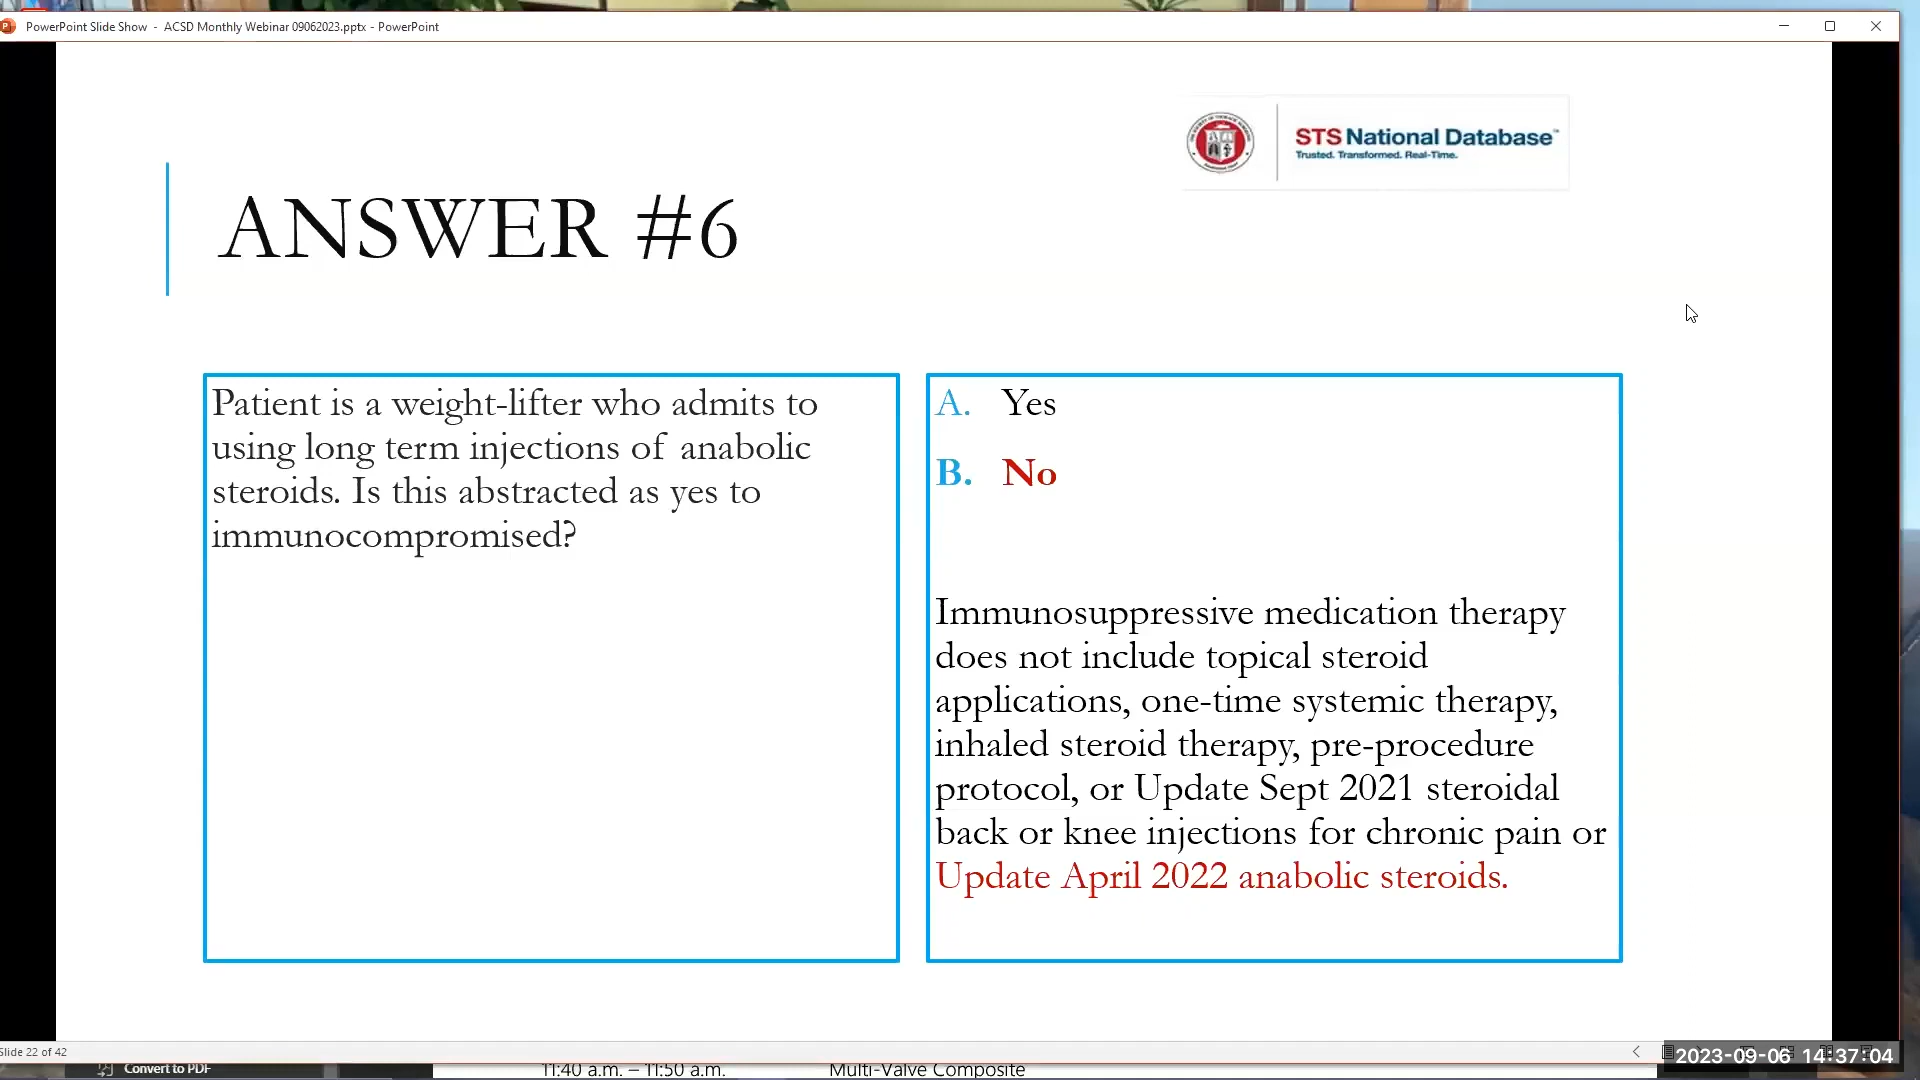 PowerPoint Slide Show - ACSD Monthly Webinar 09062023.pptx - PowerPoint
STS National Database™
Trusted. Transformed. Real-Time.
ANSWER #6
Patient is a weight-lifter who admits to
using long term injections of anabolic
steroids. Is this abstracted as yes to
immunocompromised?
A. Yes
B. No
Immunosuppressive medication therapy
does not include topical steroid
applications, one-time systemic therapy,
inhaled steroid therapy, pre-procedure
protocol, or Update Sept 2021 steroidal
back or knee injections for chronic pain or
Update April 2022 anabolic steroids.
Slide 22 of 42
2023-09-06 14:37:04
Convert to PDF
11:40 a.m. – 11:50 a.m.
Multi-Valve Composite